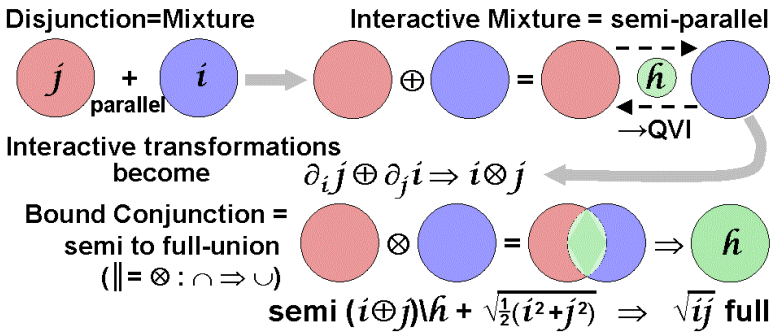 Disjunction=Mixture
Interactive Mixture = semi-parallel
j + i
parallel
⊕ = ℏ
→QVI
Interactive transformations
become
∂ᵢj ⊕ ∂ⱼi ⇒ i ⊗ j
Bound Conjunction =
semi to full-union
(∥= ⊗ : ∩ ⇒ ∪)
⊗ = ⇒ ℏ
semi (i⊕j)\ℏ + √½(i²+j²) ⇒ √ij full